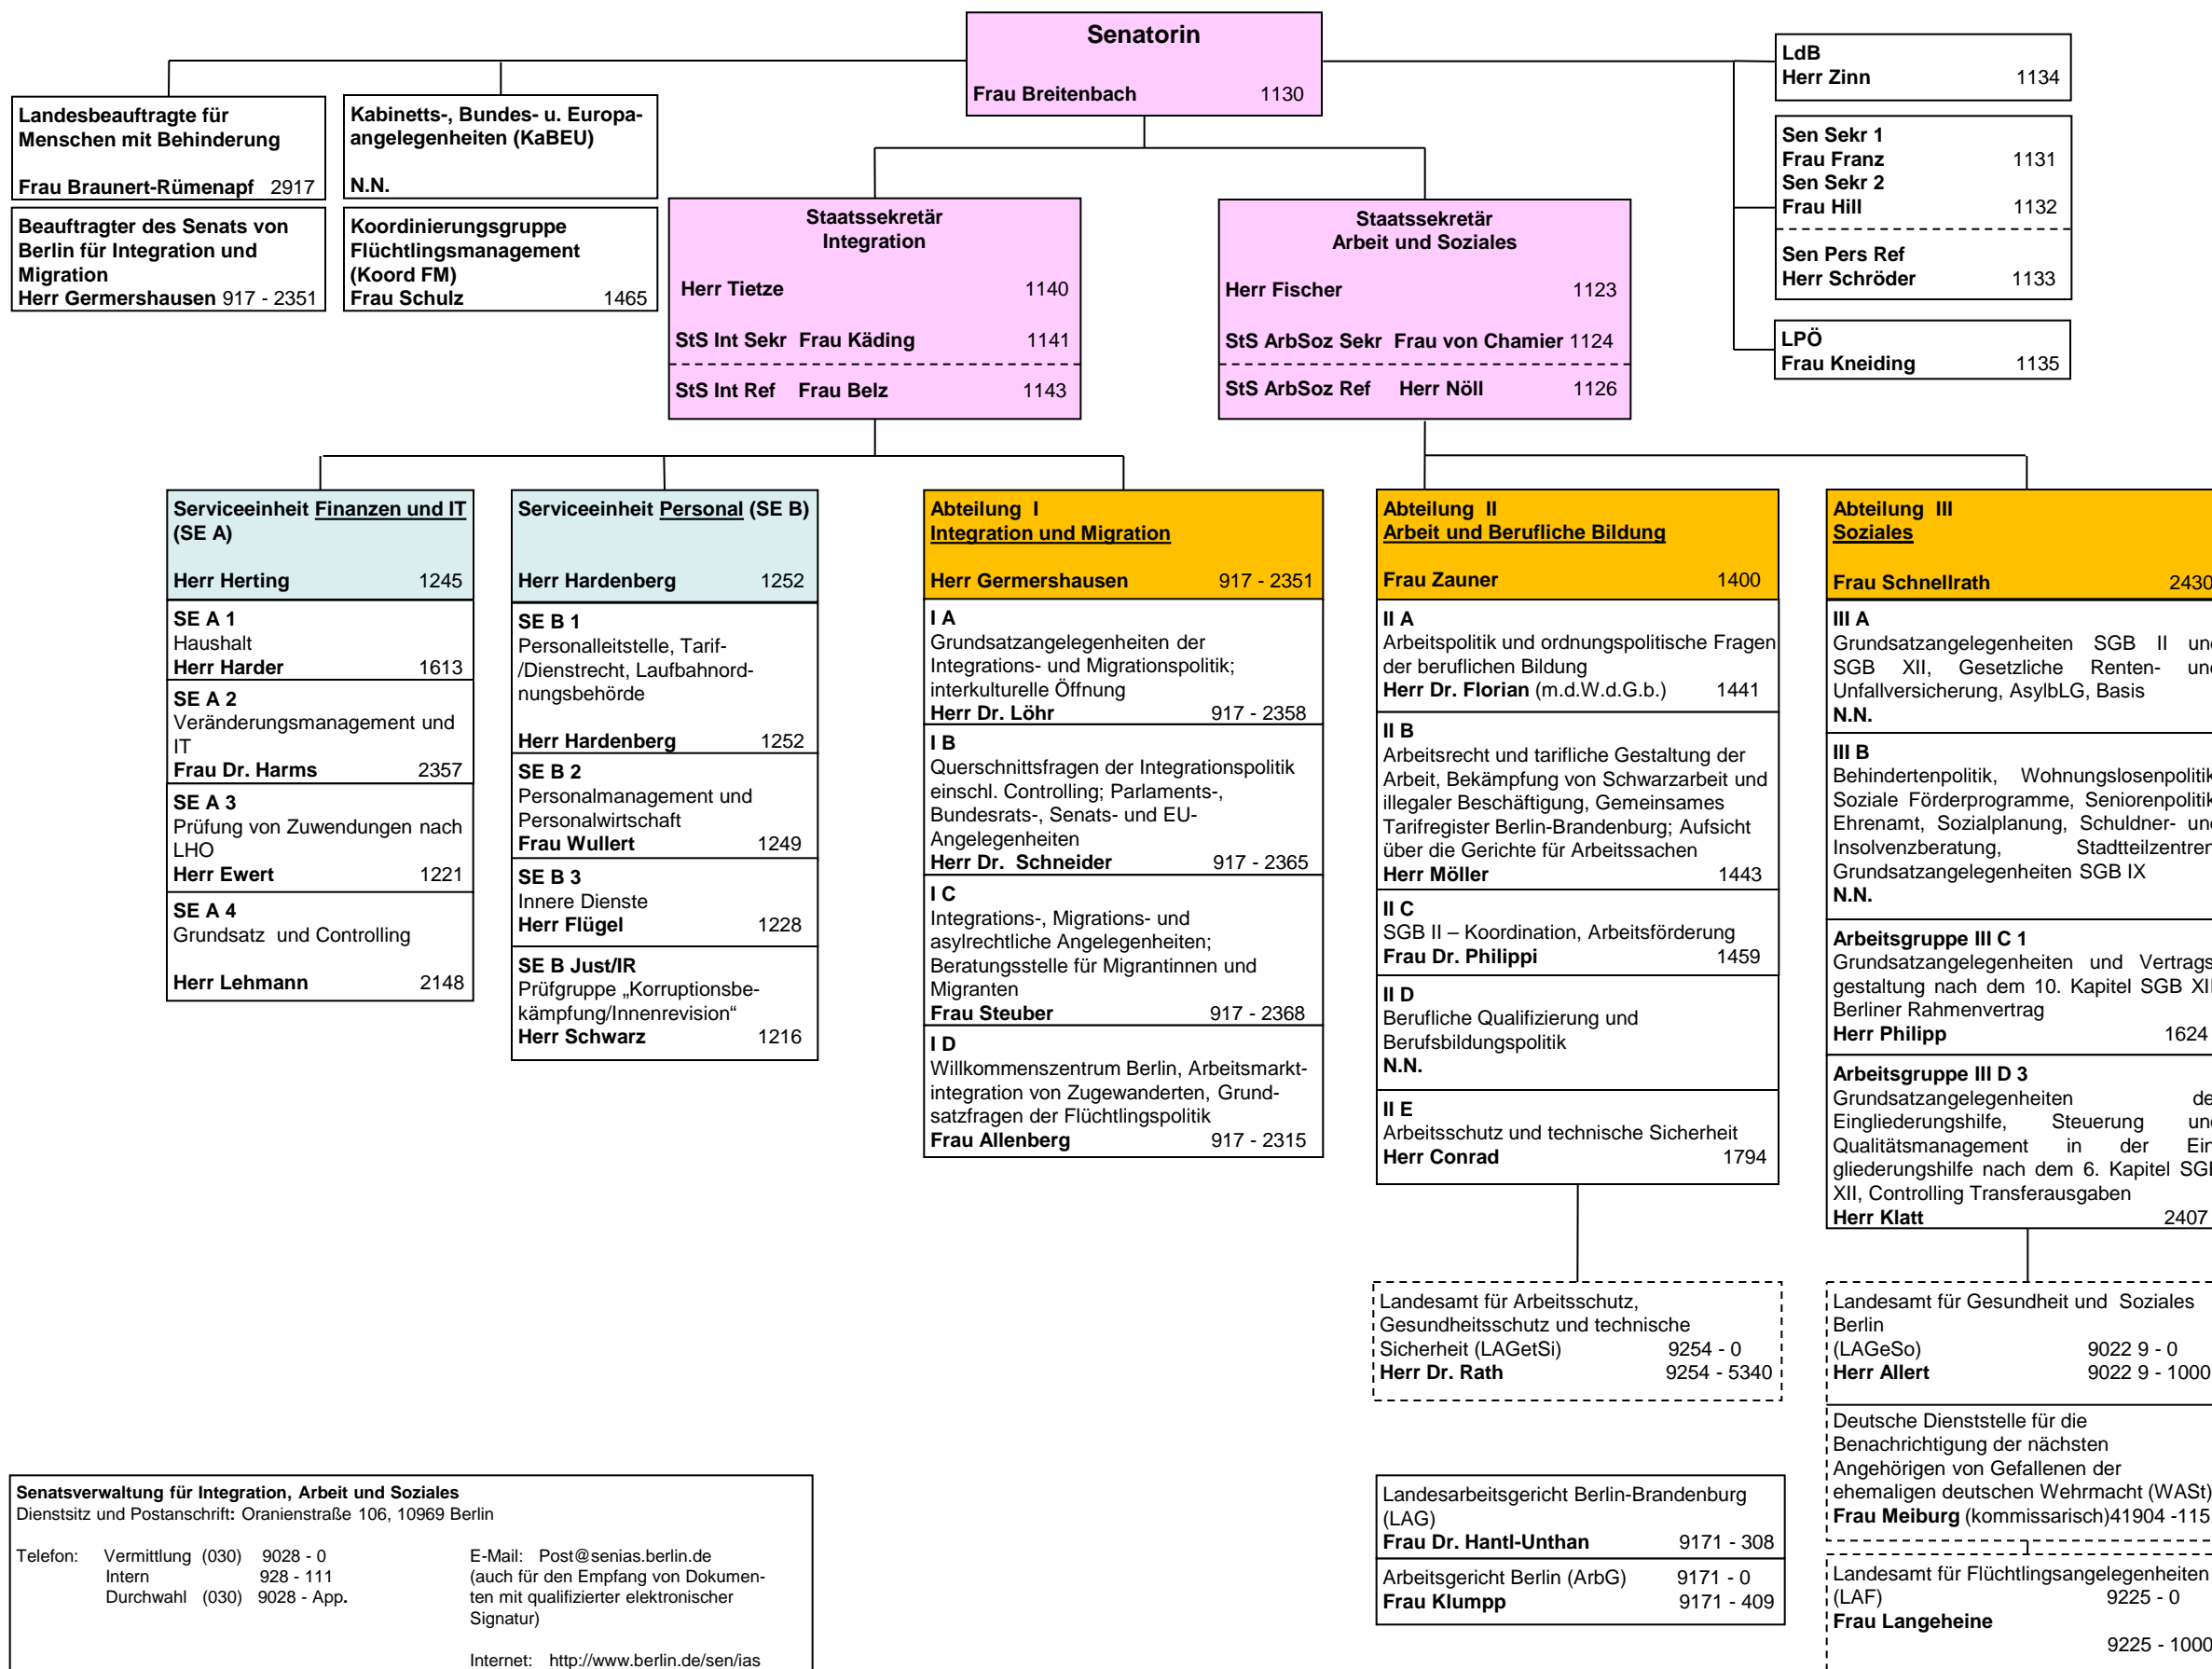 Senatorin
Frau Breitenbach 1130
LdB
Herr Zinn 1134
Sen Sekr 1
Frau Franz 1131
Sen Sekr 2
Frau Hill 1132
Sen Pers Ref
Herr Schröder 1133
LPÖ
Frau Kneiding 1135
Landesbeauftragte für
Menschen mit Behinderung
Frau Braunert-Rümenapf 2917
Kabinetts-, Bundes- u. Europa-
angelegenheiten (KaBEU)
N.N.
Beauftragter des Senats von
Berlin für Integration und
Migration
Herr Germershausen 917 - 2351
Koordinierungsgruppe
Flüchtlingsmanagement
(Koord FM)
Frau Schulz 1465
Staatssekretär
Integration
Herr Tietze 1140
StS Int Sekr Frau Käding 1141
StS Int Ref Frau Belz 1143
Staatssekretär
Arbeit und Soziales
Herr Fischer 1123
StS ArbSoz Sekr Frau von Chamier 1124
StS ArbSoz Ref Herr Nöll 1126
Serviceeinheit Finanzen und IT
(SE A)
Herr Herting 1245
SE A 1
Haushalt
Herr Harder 1613
SE A 2
Veränderungsmanagement und
IT
Frau Dr. Harms 2357
SE A 3
Prüfung von Zuwendungen nach
LHO
Herr Ewert 1221
SE A 4
Grundsatz und Controlling
Herr Lehmann 2148
Serviceeinheit Personal (SE B)
Herr Hardenberg 1252
SE B 1
Personalleitstelle, Tarif-
/Dienstrecht, Laufbahnord-
nungsbehörde
Herr Hardenberg 1252
SE B 2
Personalmanagement und
Personalwirtschaft
Frau Wullert 1249
SE B 3
Innere Dienste
Herr Flügel 1228
SE B Just/IR
Prüfgruppe „Korruptionsbe-
kämpfung/Innenrevision“
Herr Schwarz 1216
Abteilung I
Integration und Migration
Herr Germershausen 917 - 2351
I A
Grundsatzangelegenheiten der
Integrations- und Migrationspolitik;
interkulturelle Öffnung
Herr Dr. Löhr 917 - 2358
I B
Querschnittsfragen der Integrationspolitik
einschl. Controlling; Parlaments-,
Bundesrats-, Senats- und EU-
Angelegenheiten
Herr Dr. Schneider 917 - 2365
I C
Integrations-, Migrations- und
asylrechtliche Angelegenheiten;
Beratungsstelle für Migrantinnen und
Migranten
Frau Steuber 917 - 2368
I D
Willkommenszentrum Berlin, Arbeitsmarkt-
integration von Zugewanderten, Grund-
satzfragen der Flüchtlingspolitik
Frau Allenberg 917 - 2315
Abteilung II
Arbeit und Berufliche Bildung
Frau Zauner 1400
II A
Arbeitspolitik und ordnungspolitische Fragen
der beruflichen Bildung
Herr Dr. Florian (m.d.W.d.G.b.) 1441
II B
Arbeitsrecht und tarifliche Gestaltung der
Arbeit, Bekämpfung von Schwarzarbeit und
illegaler Beschäftigung, Gemeinsames
Tarifregister Berlin-Brandenburg; Aufsicht
über die Gerichte für Arbeitssachen
Herr Möller 1443
II C
SGB II – Koordination, Arbeitsförderung
Frau Dr. Philippi 1459
II D
Berufliche Qualifizierung und
Berufsbildungspolitik
N.N.
II E
Arbeitsschutz und technische Sicherheit
Herr Conrad 1794
Abteilung III
Soziales
Frau Schnellrath 2430
III A
Grundsatzangelegenheiten SGB II
SGB XII, Gesetzliche Renten-
Unfallversicherung, AsylbLG, Basis
N.N.
III B
Behindertenpolitik, Wohnungslosenpolitik
Soziale Förderprogramme, Seniorenpolitik
Ehrenamt, Sozialplanung, Schuldner-
Insolvenzberatung, Stadtteilzentren
Grundsatzangelegenheiten SGB IX
N.N.
Arbeitsgruppe III C 1
Grundsatzangelegenheiten und Vertrags
gestaltung nach dem 10. Kapitel SGB XII
Berliner Rahmenvertrag
Herr Philipp 1624
Arbeitsgruppe III D 3
Grundsatzangelegenheiten
Eingliederungshilfe, Steuerung
Qualitätsmanagement in der Ein
gliederungshilfe nach dem 6. Kapitel
XII, Controlling Transferausgaben
Herr Klatt 2407
Landesamt für Arbeitsschutz,
Gesundheitsschutz und technische
Sicherheit (LAGetSi) 9254 - 0
Herr Dr. Rath 9254 - 5340
Landesamt für Gesundheit und Soziales
Berlin
(LAGeSo) 9022 9 - 0
Herr Allert 9022 9 - 1000
Deutsche Dienststelle für die
Benachrichtigung der nächsten
Angehörigen von Gefallenen der
ehemaligen deutschen Wehrmacht (WASt)
Frau Meiburg (kommissarisch)41904 -115
Landesarbeitsgericht Berlin-Brandenburg
(LAG)
Frau Dr. Hantl-Unthan 9171 - 308
Arbeitsgericht Berlin (ArbG) 9171 - 0
Frau Klumpp 9171 - 409
Landesamt für Flüchtlingsangelegenheiten
(LAF) 9225 - 0
Frau Langeheine
9225 - 1000
Senatsverwaltung für Integration, Arbeit und Soziales
Dienstsitz und Postanschrift: Oranienstraße 106, 10969 Berlin
Telefon: Vermittlung (030) 9028 - 0
Intern 928 - 111
Durchwahl (030) 9028 - App.
E-Mail: Post@senias.berlin.de
(auch für den Empfang von Dokumen-
ten mit qualifizierter elektronischer
Signatur)
Internet: http://www.berlin.de/sen/ias